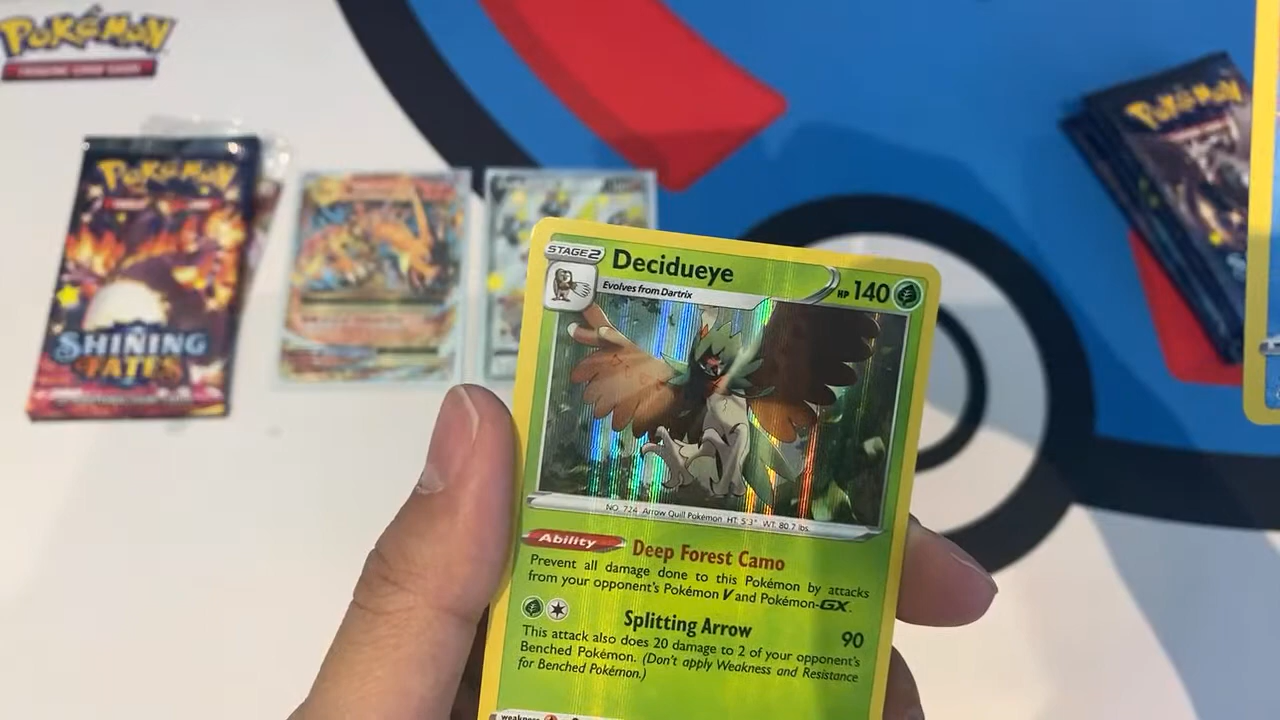 Pokémon
Pokémon
Pokémon
SHINING
FATES
STAGE2
Decidueye
HP 140
Evolves from Dartrix
NO. 724 Arrow Quill Pokémon HT: 5'3" WT: 80.7 lbs.
Ability Deep Forest Camo
Prevent all damage done to this Pokémon by attacks
from your opponent's Pokémon V and Pokémon-GX.
Splitting Arrow 90
This attack also does 20 damage to 2 of your opponent's
Benched Pokémon. (Don't apply Weakness and Resistance
for Benched Pokémon.)
weakness